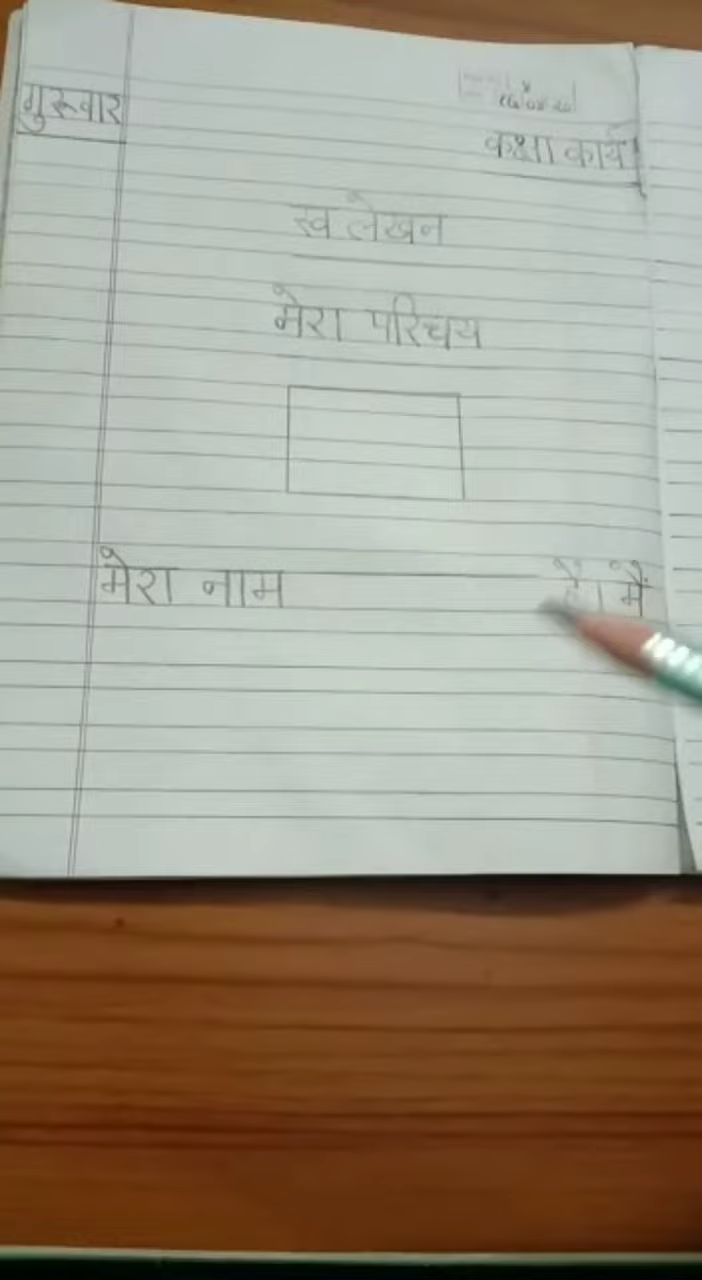 गुरूवार
कक्षा कार्य
स्व लेखन
मेरा परिचय
मेरा नाम है। मैं